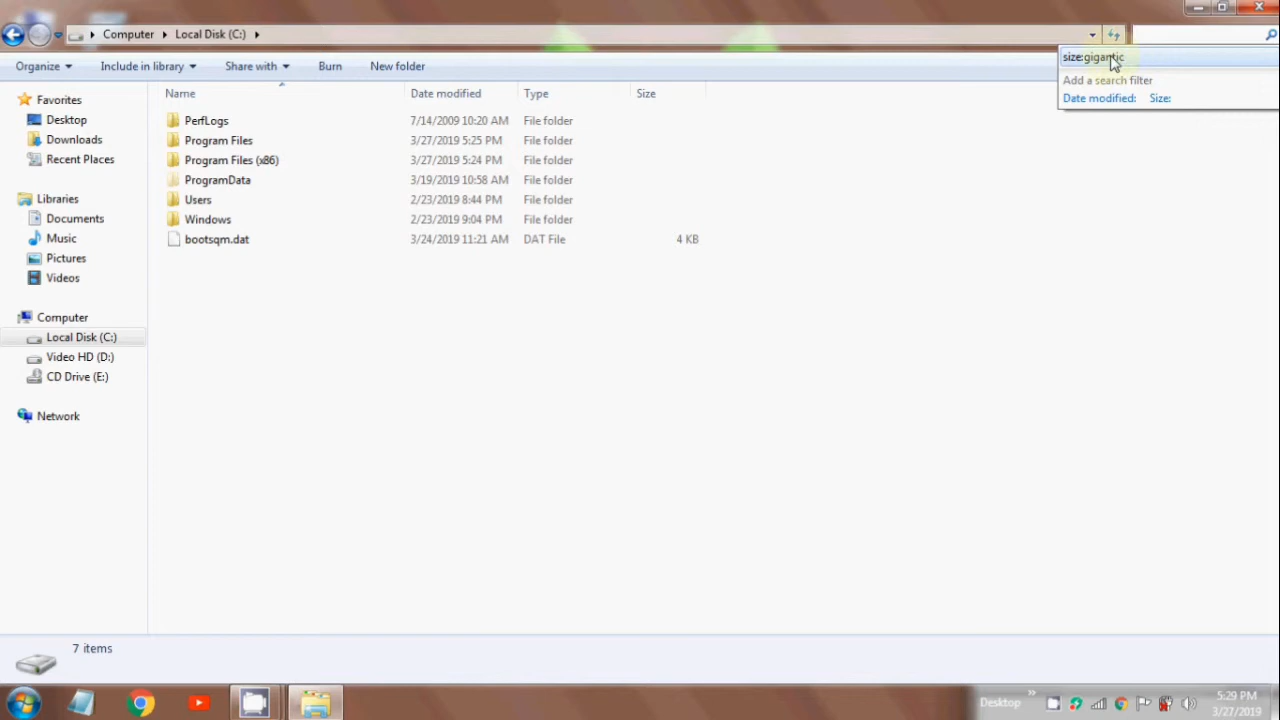 Computer Local Disk (C:)
size:gigantic
Organize Include in library Share with Burn New folder
Add a search filter
Date modified: Size:
Name Date modified Type Size
Favorites
Desktop
Downloads
Recent Places
Libraries
Documents
Music
Pictures
Videos
Computer
Local Disk (C:)
Video HD (D:)
CD Drive (E:)
Network
PerfLogs 7/14/2009 10:20 AM File folder
Program Files 3/27/2019 5:25 PM File folder
Program Files (x86) 3/27/2019 5:24 PM File folder
ProgramData 3/19/2019 10:58 AM File folder
Users 2/23/2019 8:44 PM File folder
Windows 2/23/2019 9:04 PM File folder
bootsqm.dat 3/24/2019 11:21 AM DAT File 4 KB
7 items
Desktop
5:29 PM
3/27/2019